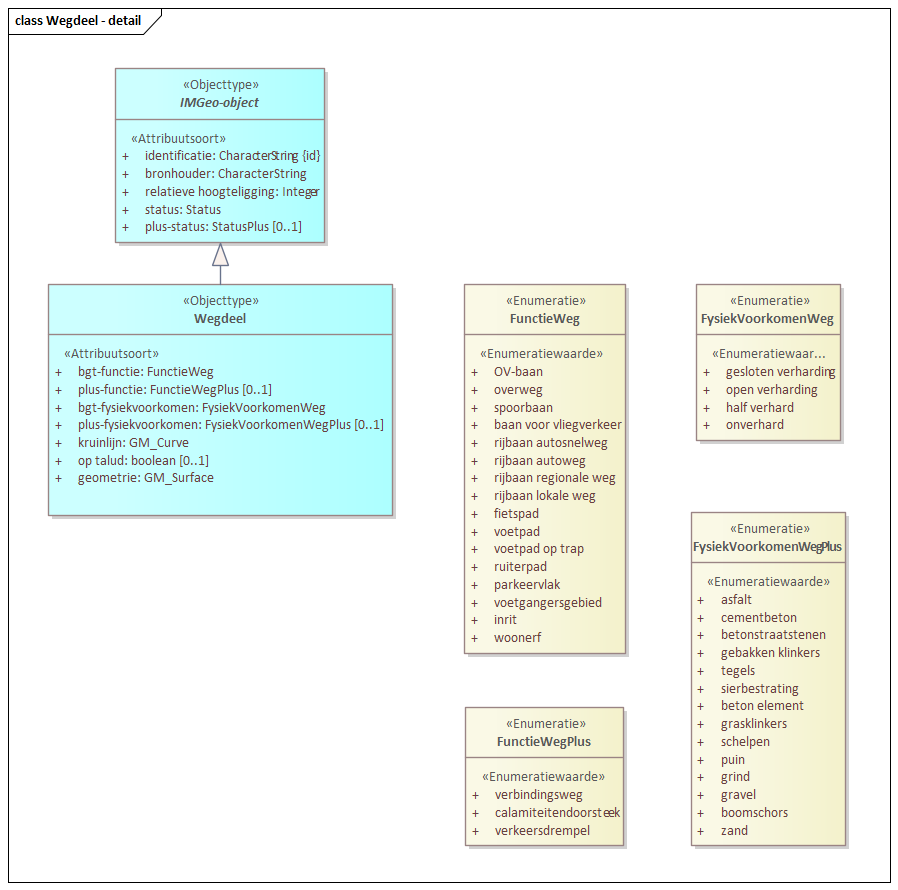 class Wegdeel - detail
«Objecttype»
IMGeo-object
«Attribuutsoort»
+ identificatie: CharacterString {id}
+ bronhouder: CharacterString
+ relatieve hoogteligging: Integer
+ status: Status
+ plus-status: StatusPlus [0..1]
«Objecttype»
Wegdeel
«Attribuutsoort»
+ bgt-functie: FunctieWeg
+ plus-functie: FunctieWegPlus [0..1]
+ bgt-fysiekvoorkomen: FysiekVoorkomenWeg
+ plus-fysiekvoorkomen: FysiekVoorkomenWegPlus [0..1]
+ kruinlijn: GM_Curve
+ op talud: boolean [0..1]
+ geometrie: GM_Surface
«Enumeratie»
FunctieWeg
«Enumeratiewaarde»
+ OV-baan
+ overweg
+ spoorbaan
+ baan voor vliegverkeer
+ rijbaan autosnelweg
+ rijbaan autoweg
+ rijbaan regionale weg
+ rijbaan lokale weg
+ fietspad
+ voetpad
+ voetpad op trap
+ ruiterpad
+ parkeervlak
+ voetgangersgebied
+ inrit
+ woonerf
«Enumeratie»
FunctieWegPlus
«Enumeratiewaarde»
+ verbindingsweg
+ calamiteitendoorsteek
+ verkeersdrempel
«Enumeratie»
FysiekVoorkomenWeg
«Enumeratiewaar...
+ gesloten verharding
+ open verharding
+ half verhard
+ onverhard
«Enumeratie»
FysiekVoorkomenWegPlus
«Enumeratiewaarde»
+ asfalt
+ cementbeton
+ betonstraatstenen
+ gebakken klinkers
+ tegels
+ sierbestrating
+ beton element
+ grasklinkers
+ schelpen
+ puin
+ grind
+ gravel
+ boomschors
+ zand